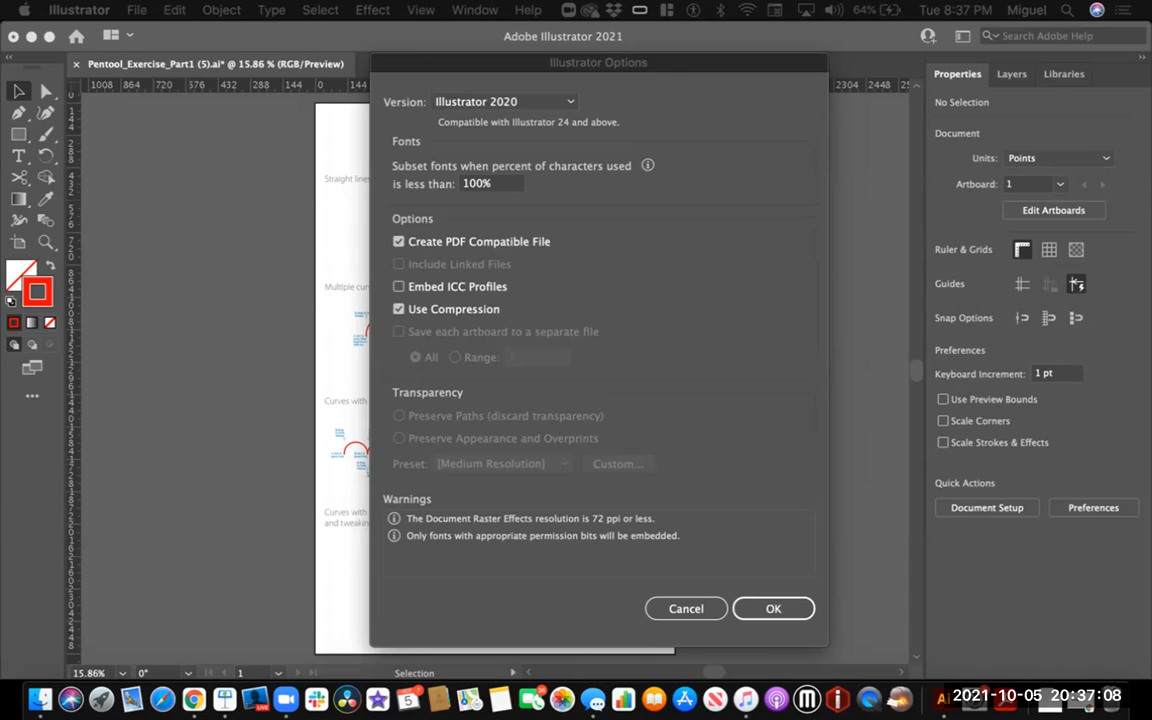 Illustrator File Edit Object Type Select Effect View Window Help 64% Tue 8:37 PM Miguel
Adobe Illustrator 2021
Search Adobe Help
× Pentool_Exercise_Part1 (5).ai* @ 15.86 % (RGB/Preview)
Illustrator Options
1008 864 720 576 432 288 144 0 144
2304
Properties Layers Libraries
No Selection
Document
Units: Points
Artboard: 1
Edit Artboards
Ruler & Grids
Guides
Snap Options
Preferences
Keyboard Increment: 1 pt
Use Preview Bounds
Scale Corners
Scale Strokes & Effects
Quick Actions
Document Setup Preferences
Version: Illustrator 2020
Compatible with Illustrator 24 and above.
Fonts
Subset fonts when percent of characters used
is less than: 100%
Options
Create PDF Compatible File
Include Linked Files
Embed ICC Profiles
Use Compression
Save each artboard to a separate file
All Range:
Transparency
Preserve Paths (discard transparency)
Preserve Appearance and Overprints
Preset: [Medium Resolution] Custom...
Warnings
The Document Raster Effects resolution is 72 ppi or less.
Only fonts with appropriate permission bits will be embedded.
Cancel OK
Straight lines
Multiple cur
Curves with
Curves with
and tweakin
15.86% 0° 1 Selection
2021-10-05 20:37:08